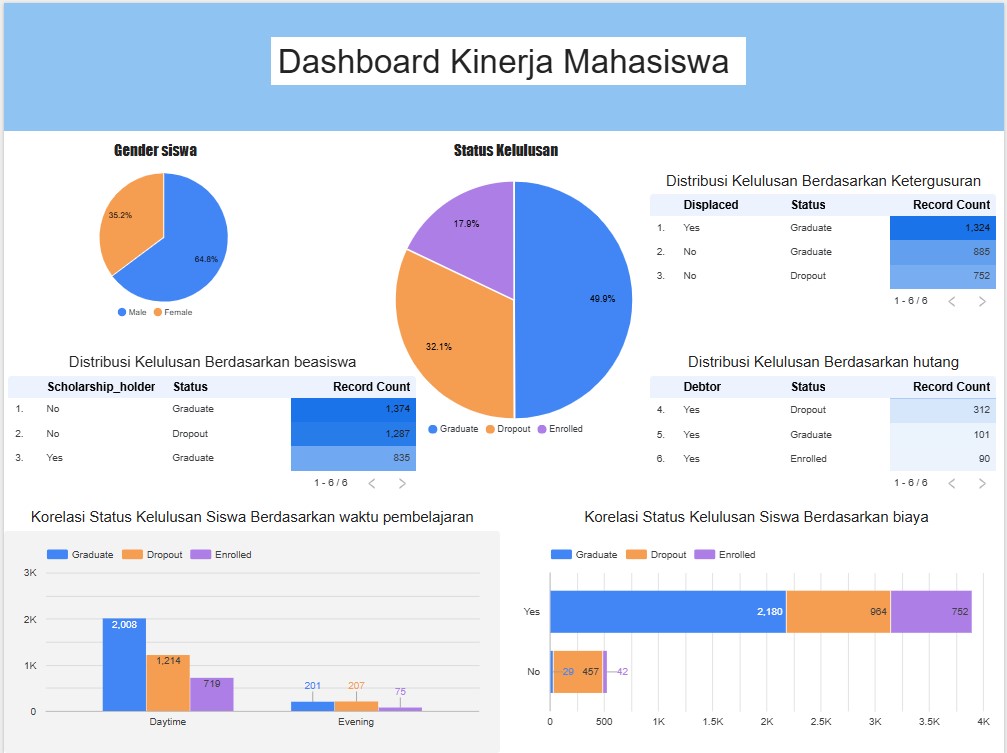 Dashboard Kinerja Mahasiswa
Gender siswa
35.2%
64.8%
Male Female
Status Kelulusan
17.9%
49.9%
32.1%
Graduate Dropout Enrolled
Distribusi Kelulusan Berdasarkan Ketergusuran
Displaced Status Record Count
1. Yes Graduate 1,324
2. No Graduate 885
3. No Dropout 752
1 - 6 / 6
Distribusi Kelulusan Berdasarkan beasiswa
Scholarship_holder Status Record Count
1. No Graduate 1,374
2. No Dropout 1,287
3. Yes Graduate 835
1 - 6 / 6
Distribusi Kelulusan Berdasarkan hutang
Debtor Status Record Count
4. Yes Dropout 312
5. Yes Graduate 101
6. Yes Enrolled 90
1 - 6 / 6
Korelasi Status Kelulusan Siswa Berdasarkan waktu pembelajaran
Graduate Dropout Enrolled
3K
2K
1K
0
2,008
1,214
719
201 207 75
Daytime Evening
Korelasi Status Kelulusan Siswa Berdasarkan biaya
Graduate Dropout Enrolled
Yes 2,180 964 752
No 29 457 42
0 500 1K 1.5K 2K 2.5K 3K 3.5K 4K